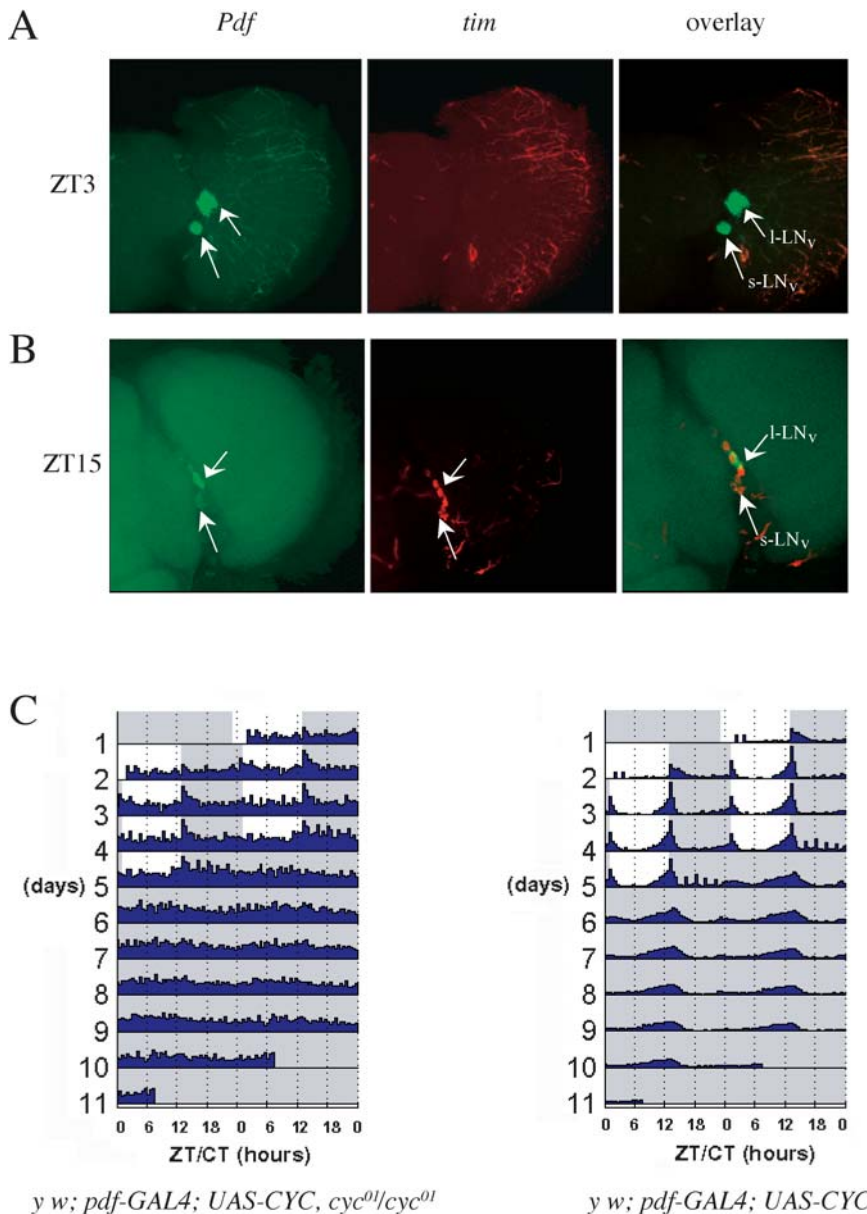 A
Pdf
tim
overlay
ZT3
l-LNv
s-LNv
B
ZT15
l-LNv
s-LNv
C
1
2
3
4
(days) 5
6
7
8
9
10
11
0 6 12 18 0 6 12 18 0
ZT/CT (hours)
y w; pdf-GAL4; UAS-CYC, cyc⁰¹/cyc⁰¹
1
2
3
4
(days) 5
6
7
8
9
10
11
0 6 12 18 0 6 12 18 0
ZT/CT (hours)
y w; pdf-GAL4; UAS-CYC